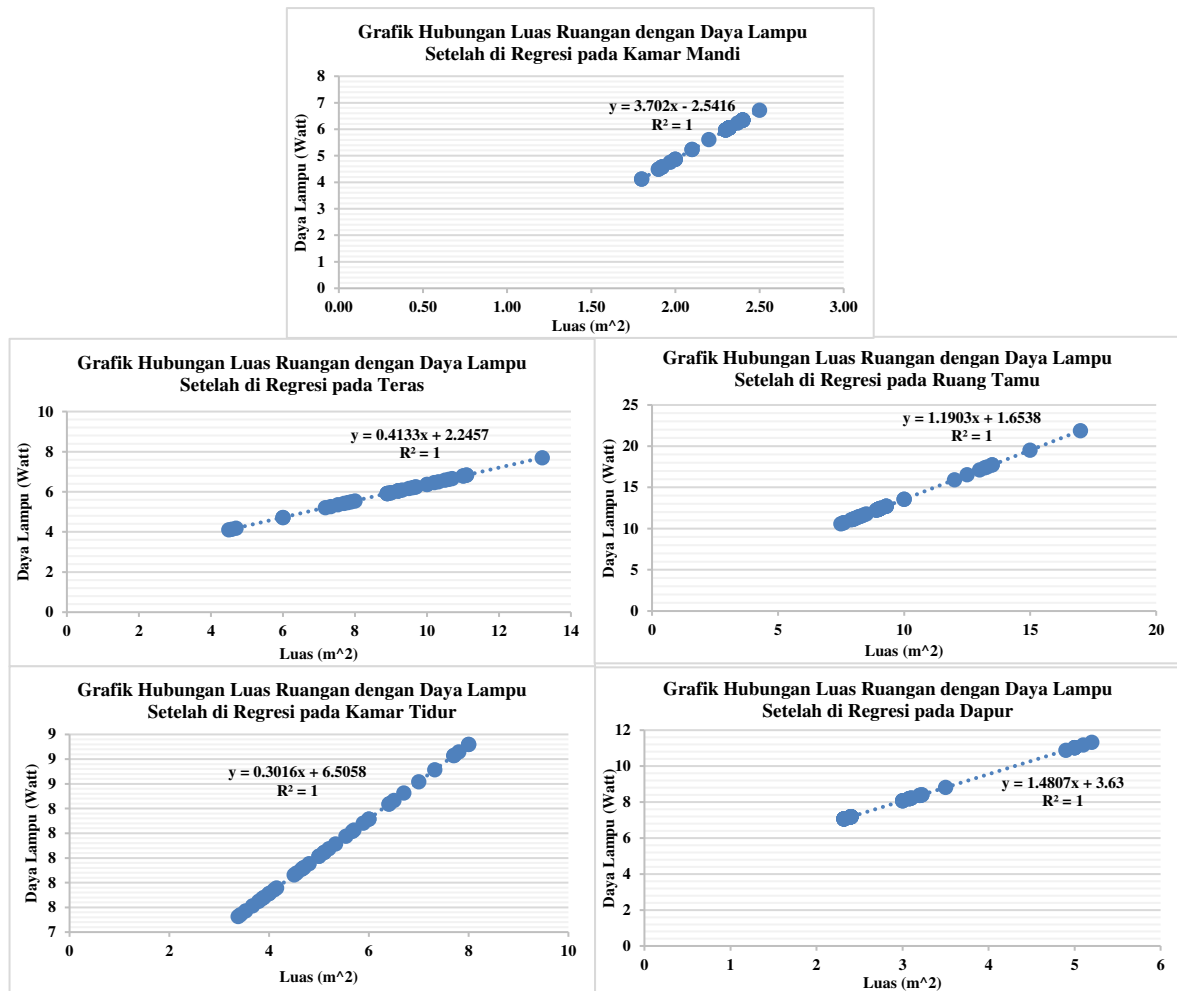 Grafik Hubungan Luas Ruangan dengan Daya Lampu
Setelah di Regresi pada Kamar Mandi
Daya Lampu (Watt)
8
7
6
5
4
3
2
1
0
y = 3.702x - 2.5416
R² = 1
0.00 0.50 1.00 1.50 2.00 2.50 3.00
Luas (m^2)
Grafik Hubungan Luas Ruangan dengan Daya Lampu
Setelah di Regresi pada Teras
Daya Lampu (Watt)
10
8
6
4
2
0
y = 0.4133x + 2.2457
R² = 1
0 2 4 6 8 10 12 14
Luas (m^2)
Grafik Hubungan Luas Ruangan dengan Daya Lampu
Setelah di Regresi pada Ruang Tamu
Daya Lampu (Watt)
25
20
15
10
5
0
y = 1.1903x + 1.6538
R² = 1
0 5 10 15 20
Luas (m^2)
Grafik Hubungan Luas Ruangan dengan Daya Lampu
Setelah di Regresi pada Kamar Tidur
Daya Lampu (Watt)
9
9
9
8
8
8
8
7
y = 0.3016x + 6.5058
R² = 1
0 2 4 6 8 10
Luas (m^2)
Grafik Hubungan Luas Ruangan dengan Daya Lampu
Setelah di Regresi pada Dapur
Daya Lampu (Watt)
12
10
8
6
4
2
0
y = 1.4807x + 3.63
R² = 1
0 1 2 3 4 5 6
Luas (m^2)